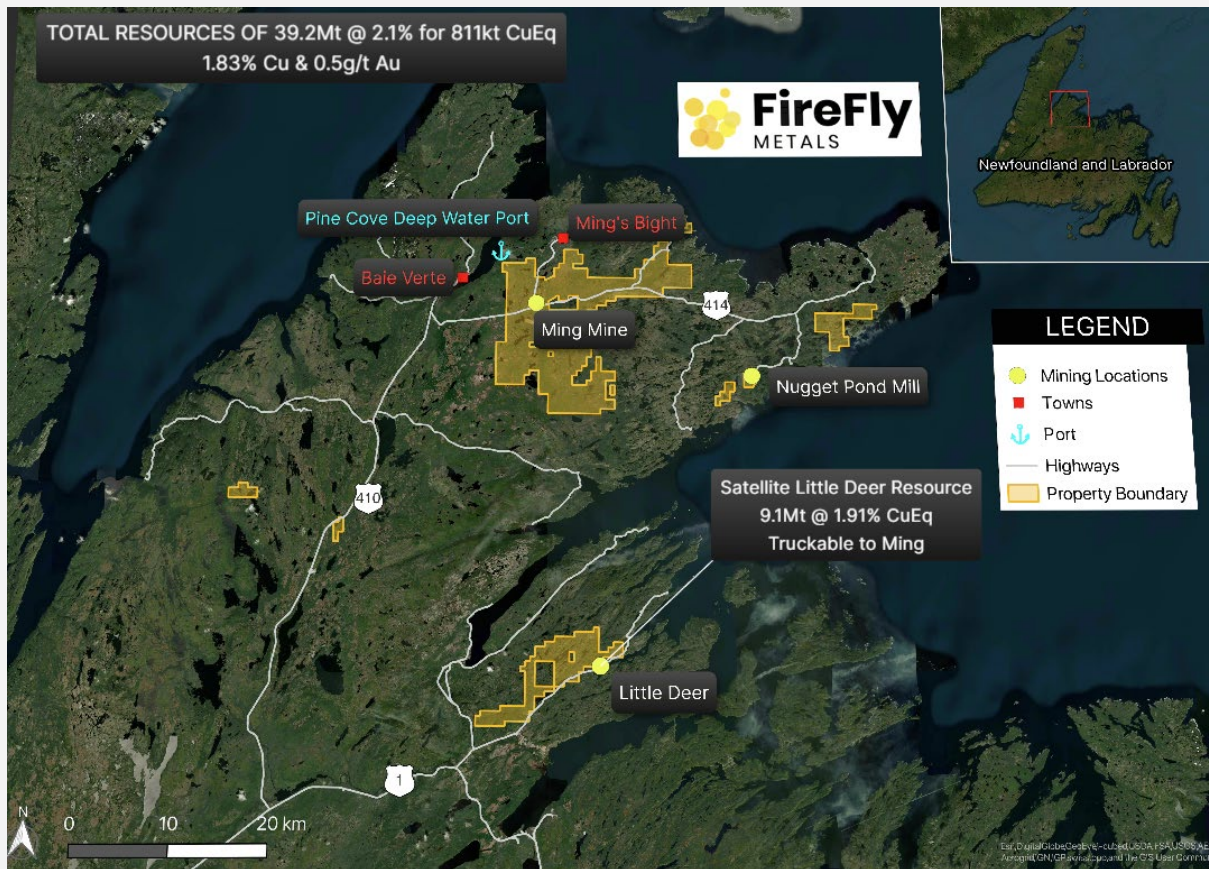 TOTAL RESOURCES OF 39.2Mt @ 2.1% for 811kt CuEq
1.83% Cu & 0.5g/t Au
FireFly
METALS
Newfoundland and Labrador
Pine Cove Deep Water Port
Ming's Bight
Baie Verte
414
Ming Mine
LEGEND
Mining Locations
Towns
Port
Highways
Property Boundary
Nugget Pond Mill
410
Satellite Little Deer Resource
9.1Mt @ 1.91% CuEq
Truckable to Ming
Little Deer
1
N
0 10 20 km